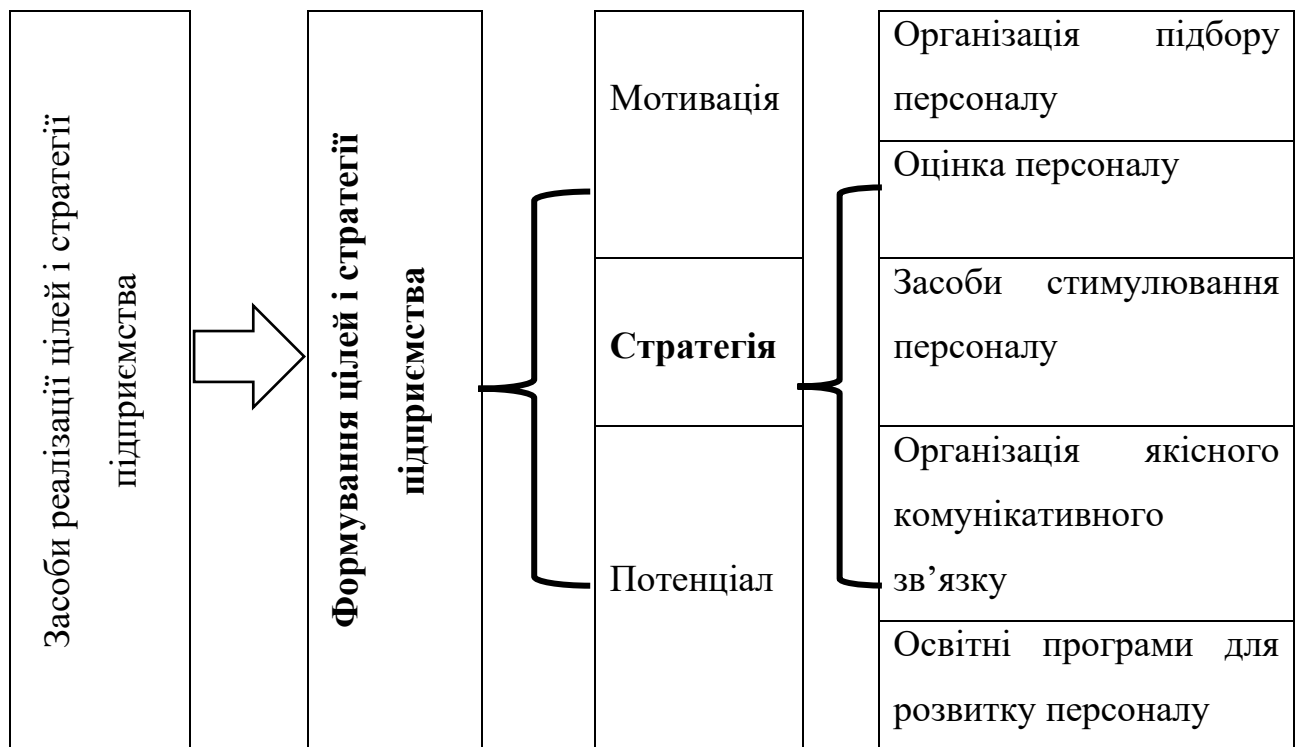 Засоби реалізації цілей і стратегії
підприємства
Формування цілей і стратегії
підприємства
Мотивація
Стратегія
Потенціал
Організація підбору
персоналу
Оцінка персоналу
Засоби стимулювання
персоналу
Організація якісного
комунікативного
зв’язку
Освітні програми для
розвитку персоналу